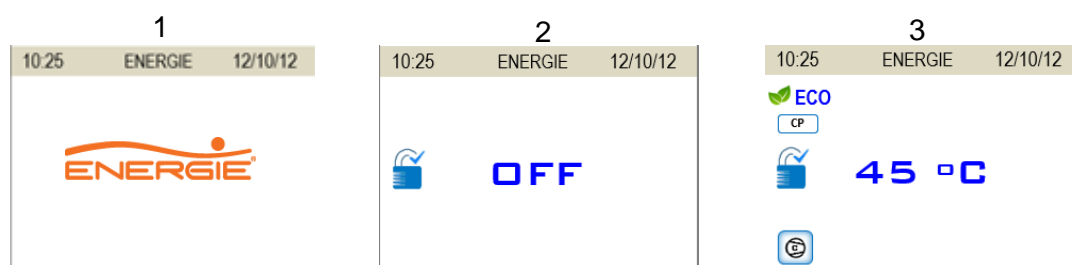 1
10:25 ENERGIE 12/10/12
ENERGIE®
2
10:25 ENERGIE 12/10/12
OFF
3
10:25 ENERGIE 12/10/12
ECO
CP
45 ºC